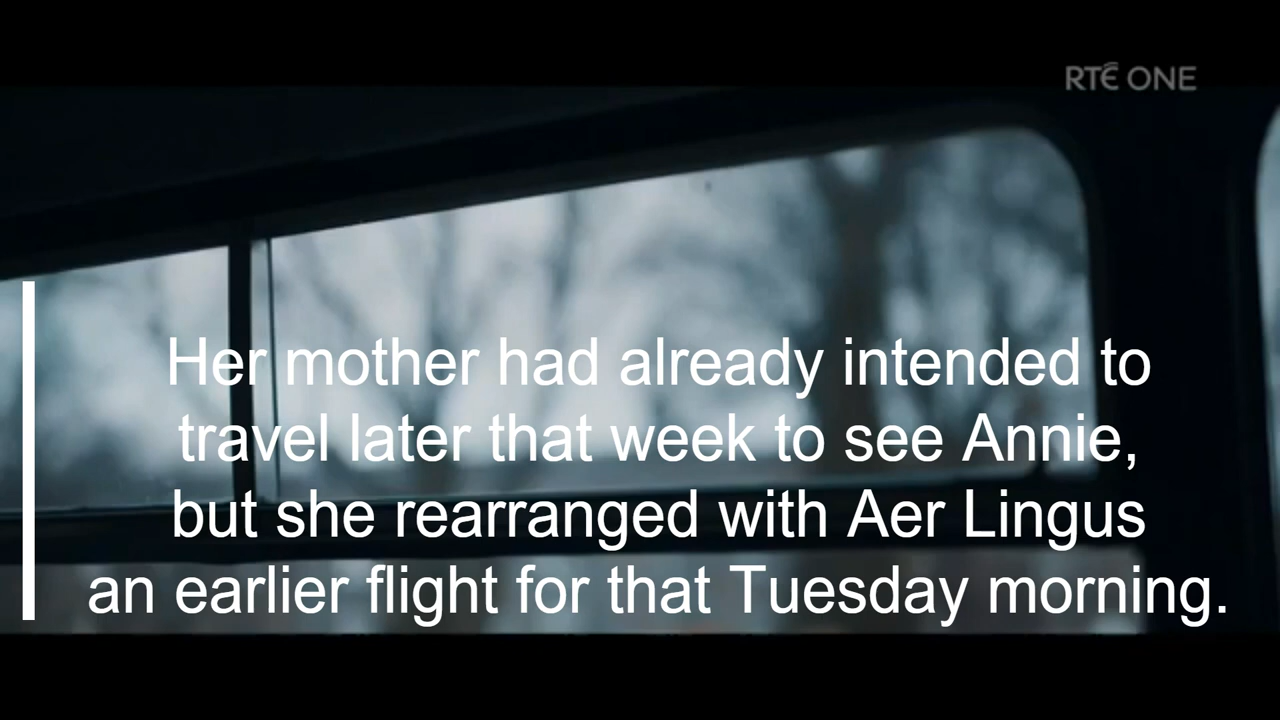 RTÉ ONE
Her mother had already intended to
travel later that week to see Annie,
but she rearranged with Aer Lingus
an earlier flight for that Tuesday morning.